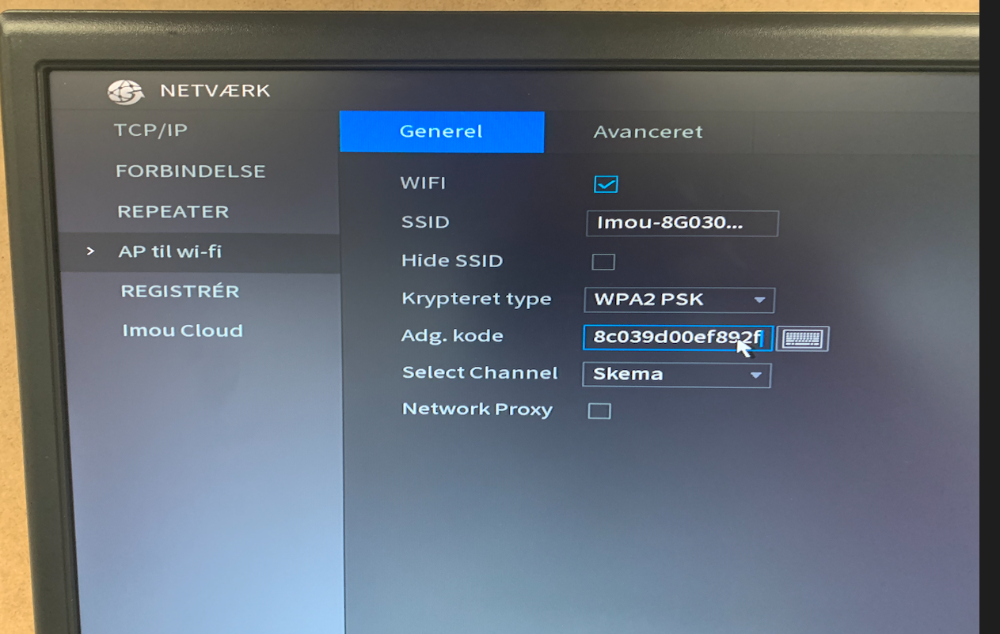 NETVÆRK
TCP/IP
FORBINDELSE
REPEATER
> AP til wi-fi
REGISTRÉR
Imou Cloud
Generel Avanceret
WIFI
SSID Imou-8G030...
Hide SSID
Krypteret type WPA2 PSK
Adg. kode 8c039d00ef892f
Select Channel Skema
Network Proxy